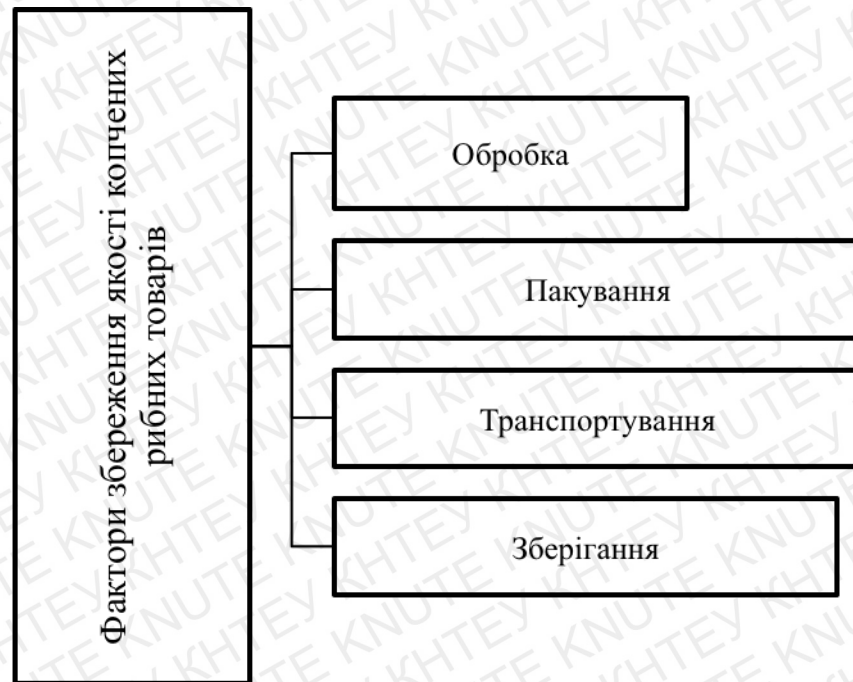 Фактори збереження якості копчених
рибних товарів
Обробка
Пакування
Транспортування
Зберігання